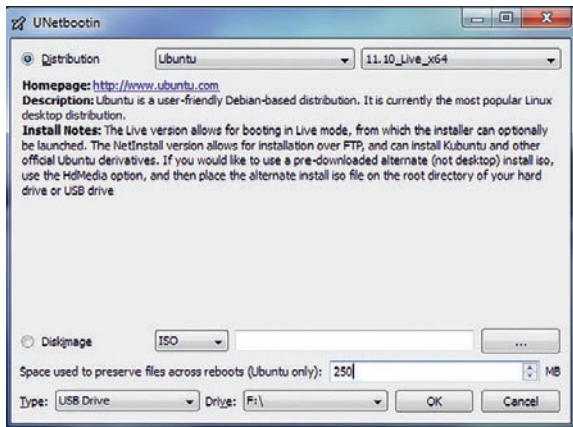 UNetbootin
Distribution Ubuntu 11.10_Live_x64
Homepage: http://www.ubuntu.com
Description: Ubuntu is a user-friendly Debian-based distribution. It is currently the most popular Linux
desktop distribution.
Install Notes: The Live version allows for booting in Live mode, from which the installer can optionally
be launched. The NetInstall version allows for installation over FTP, and can install Kubuntu and other
official Ubuntu derivatives. If you would like to use a pre-downloaded alternate (not desktop) install iso,
use the HdMedia option, and then place the alternate install iso file on the root directory of your hard
drive or USB drive
Diskimage ISO ...
Space used to preserve files across reboots (Ubuntu only): 250 MB
Type: USB Drive Drive: F:\ OK Cancel